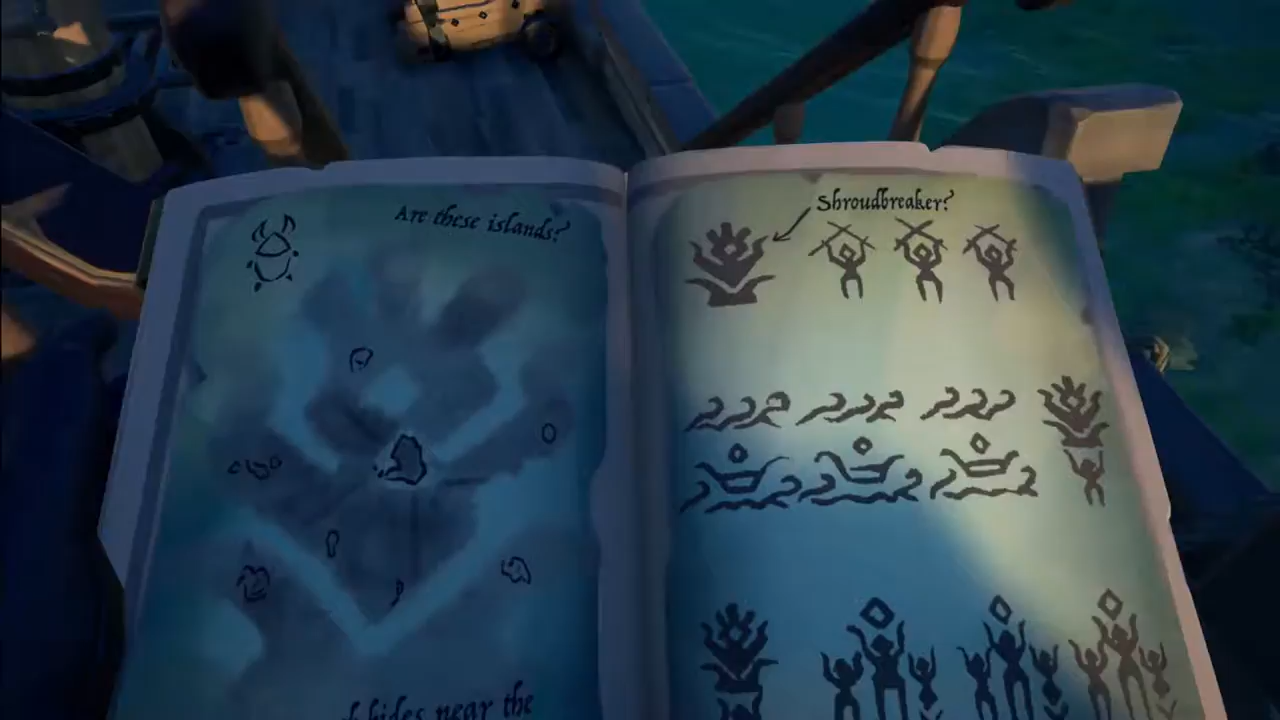 Are these islands?
hides near the
Shroudbreaker?